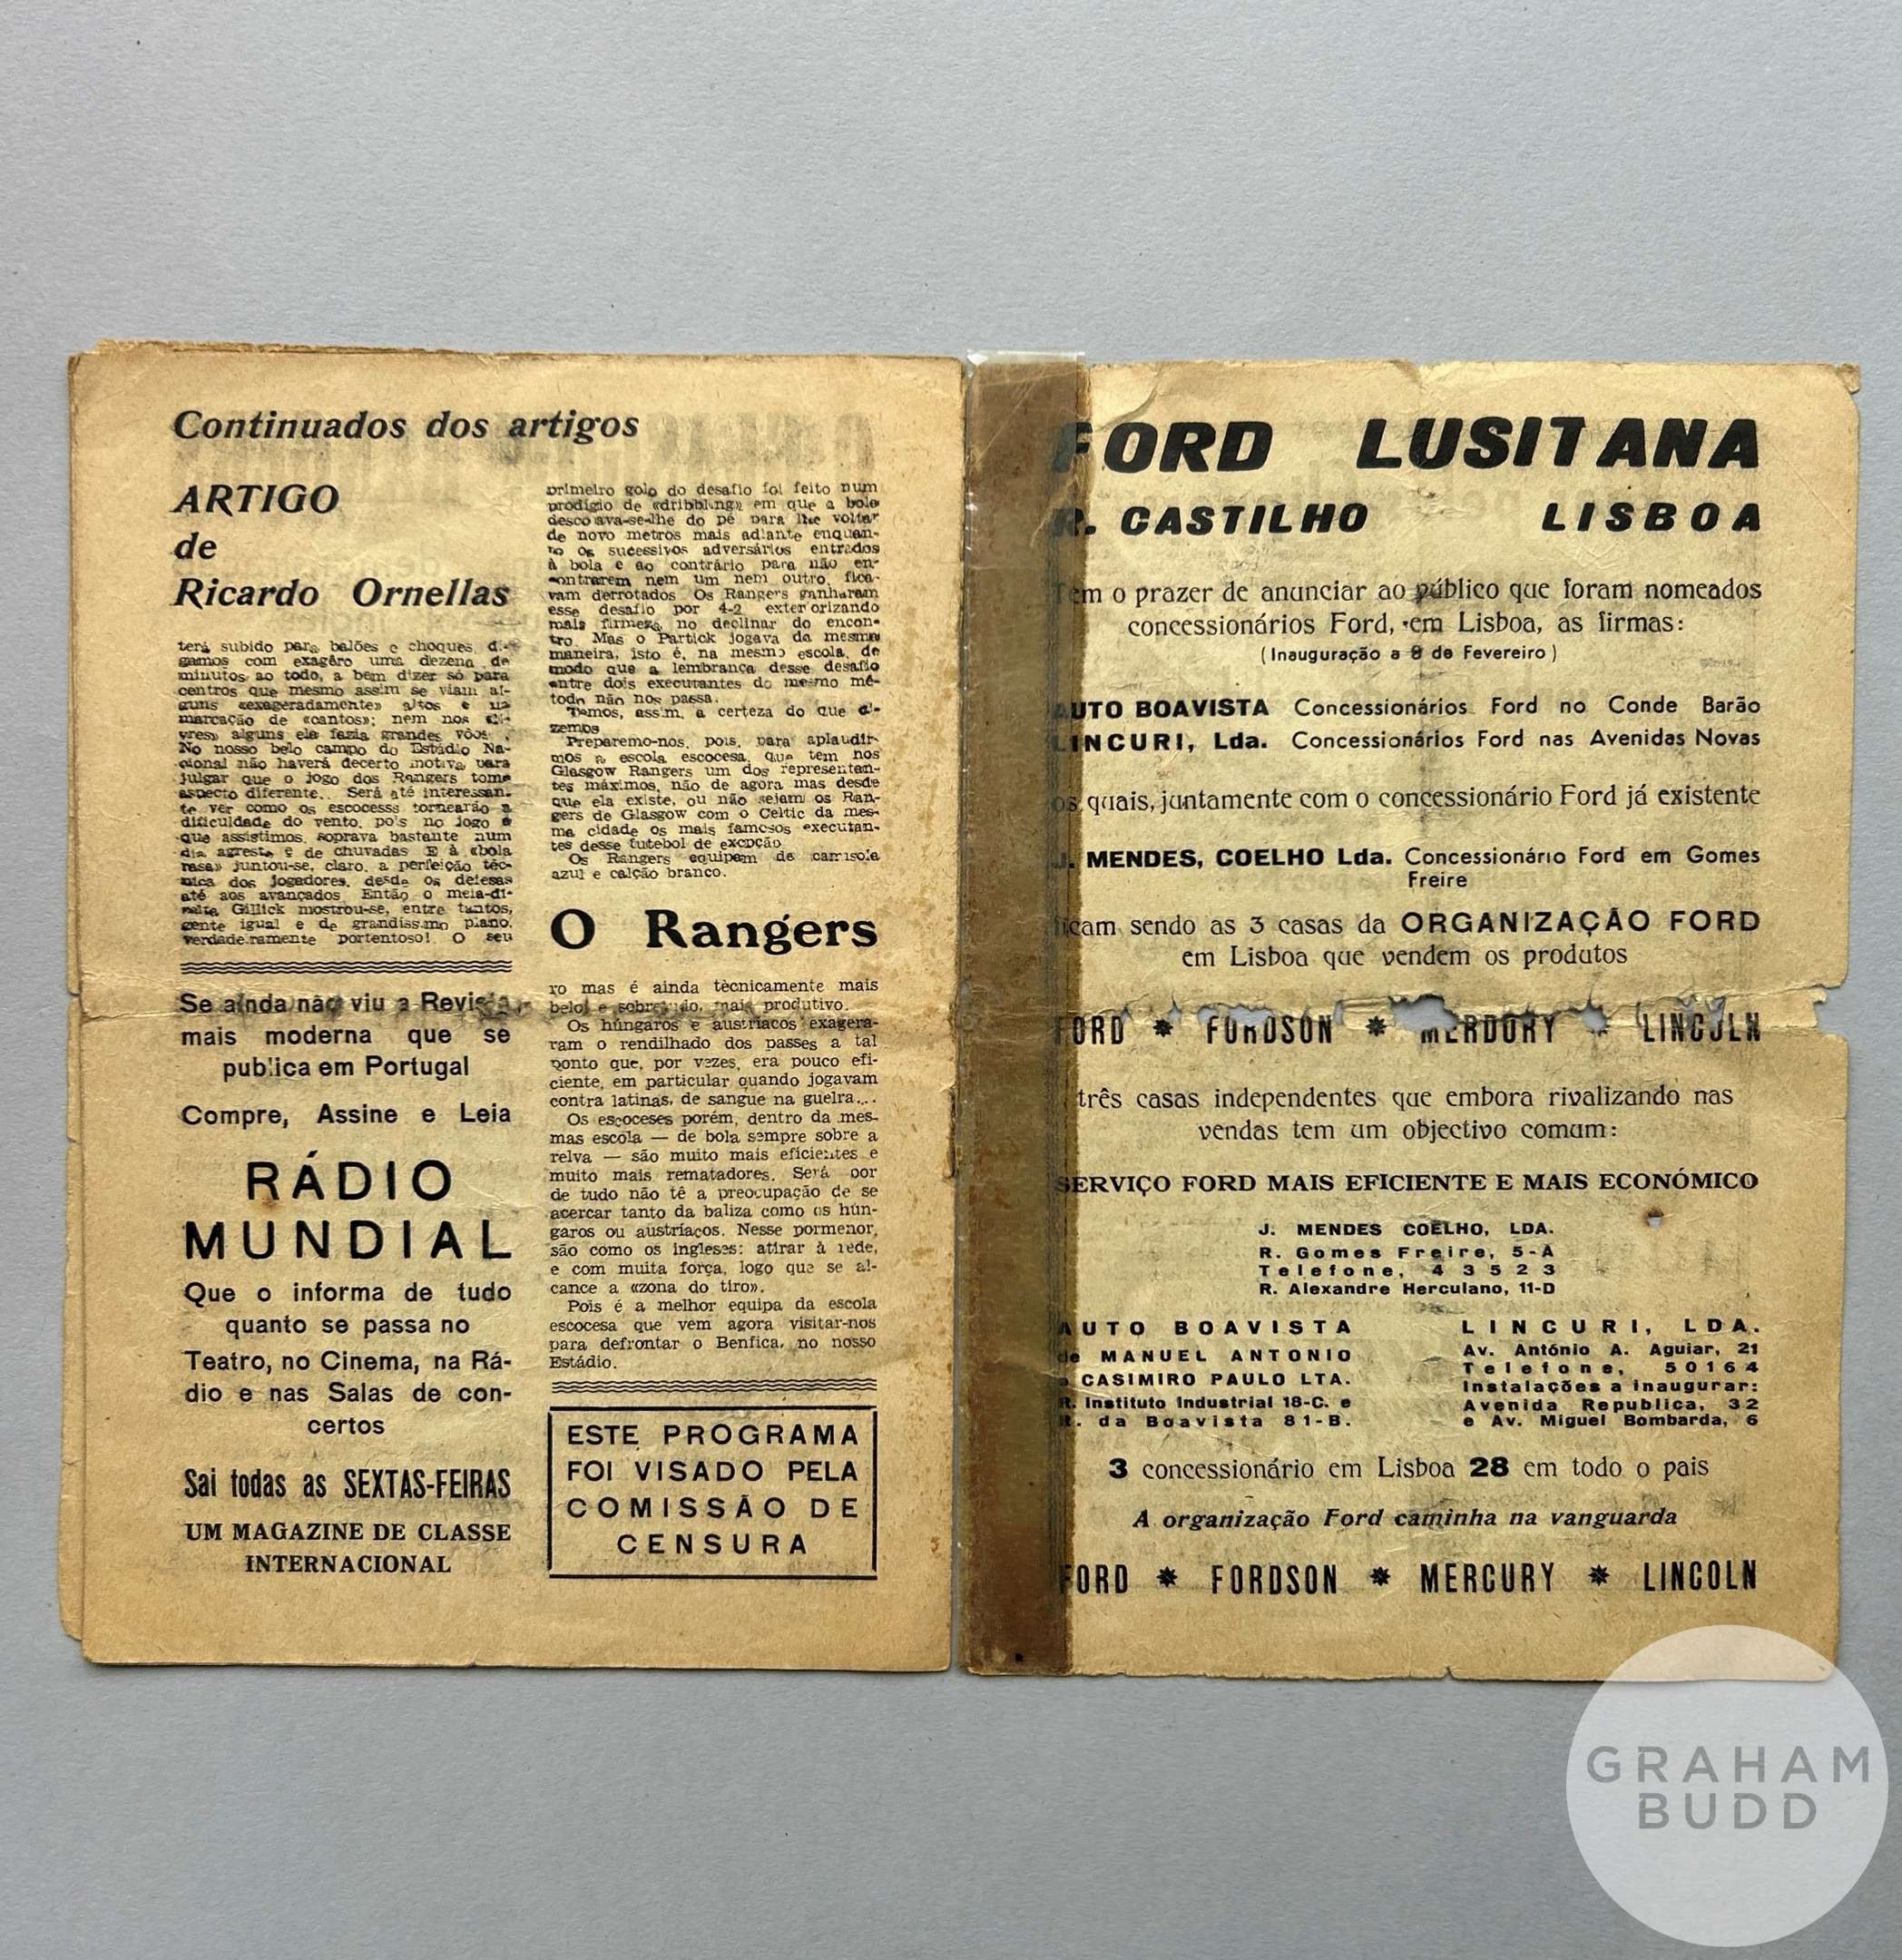 Continuados dos artigos
ARTIGO
de
Ricardo Ornellas
terá subido para balões e choques, di-
gamos com exagêro uma dezena de
minutos ao todo, a bem dizer só para
centros que mesmo assim se viam al-
guns «exageradamente» altos e na
marcação de «cantos»; nem nos «li-
vres» alguns ela fazia grandes vôos.
No nosso belo campo do Estádio Na-
cional não haverá decerto motivo para
julgar que o jogo dos Rangers tome
aspecto diferente. Será até interessan-
te ver como os escocess tornearão a
dificuldade do vento, pois no jogo a
que assistimos, soprava bastante num
dia agreste e de chuvadas E à «bola
rasa» juntou-se, claro, a perfeição téc-
nica dos jogadores, desde os defesas
até aos avançados Então o meia-di-
reita Gillick mostrou-se, entre tantos,
gente igual e de grandíssmo plano,
verdade.ramente portentoso! O seu
Se ainda não viu a Revista
mais moderna que se
publica em Portugal
Compre, Assine e Leia
RÁDIO
MUNDIAL
Que o informa de tudo
quanto se passa no
Teatro, no Cinema, na Rá-
dio e nas Salas de con-
certos
Sai todas as SEXTAS-FEIRAS
UM MAGAZINE DE CLASSE
INTERNACIONAL
primeiro golo do desafio foi feito num
prodígio de «dribbling» em que a bola
descolava-se-lhe do pé para lhe voltar
de novo metros mais adiante enquan-
to os sucessivos adversários entrados
à bola e ao contrário para não en-
contrarem nem um nem outro, fica-
vam derrotados Os Rangers ganharam
esse desafio por 4-2 exter orizando
mais firmeza no declinar do encon-
tro Mas o Partick jogava da mesma
maneira, isto é, na mesmo escola, de
modo que a lembrança desse desafio
entre dois executantes do mesmo mé-
todo não nos passa.
Temos, assim, a certeza do que di-
zemos
Preparemo-nos, pois, para aplaudir-
mos a escola escocesa, que tem nos
Glasgow Rangers um dos representan-
tes máximos, não de agora mas desde
que ela existe, ou não sejam os Ran-
gers de Glasgow com o Celtic da mes-
ma cidade os mais famosos executan-
tes desse futebol de excpção
Os Rangers equipem de camisola
azul e calção branco.
O Rangers
ro mas é ainda tècnicamente mais
belo e sobretudo, mais produtivo.
Os húngaros e austríacos exagera-
ram o rendilhado dos passes a tal
ponto que, por vezes, era pouco efi-
ciente, em particular quando jogavam
contra latinas, de sangue na guelra...
Os escoceses porém, dentro da mes-
mas escola — de bola sempre sobre a
relva — são muito mais eficientes e
muito mais rematadores. Será por
de tudo não tê a preocupação de se
acercar tanto da baliza como os hún-
garos ou austríacos. Nesse pormenor,
são como os ingleses: atirar à rede,
e com muita força, logo que se al-
cance a «zona do tiro».
Pois é a melhor equipa da escola
escocesa que vem agora visitar-nos
para defrontar o Benfica, no nosso
Estádio.
ESTE PROGRAMA
FOI VISADO PELA
COMISSÃO DE
CENSURA
FORD LUSITANA
R. CASTILHO LISBOA
Tem o prazer de anunciar ao público que foram nomeados
concessionários Ford, em Lisboa, as firmas:
(Inauguração a 9 de Fevereiro)
AUTO BOAVISTA Concessionários Ford no Conde Barão
LINCURI, Lda. Concessionários Ford nas Avenidas Novas
os quais, juntamente com o concessionário Ford já existente
J. MENDES, COELHO Lda. Concessionário Ford em Gomes
Freire
ficam sendo as 3 casas da ORGANIZAÇÃO FORD
em Lisboa que vendem os produtos
FORD * FORDSON * MERDURY * LINCOLN
três casas independentes que embora rivalizando nas
vendas tem um objectivo comum:
SERVIÇO FORD MAIS EFICIENTE E MAIS ECONÓMICO
J. MENDES COELHO, LDA.
R. Gomes Freire, 5-A
Telefone, 43523
R. Alexandre Herculano, 11-D
AUTO BOAVISTA
de MANUEL ANTONIO
e CASIMIRO PAULO LTA.
R. Instituto Industrial 18-C. e
R. da Boavista 81-B.
LINCURI, LDA.
Av. António A. Aguiar, 21
Telefone, 50164
Instalações a inaugurar:
Avenida Republica, 32
e Av. Miguel Bombarda, 6
3 concessionário em Lisboa 28 em todo o pais
A organização Ford caminha na vanguarda
FORD * FORDSON * MERCURY * LINCOLN
GRAHAM
BUDD